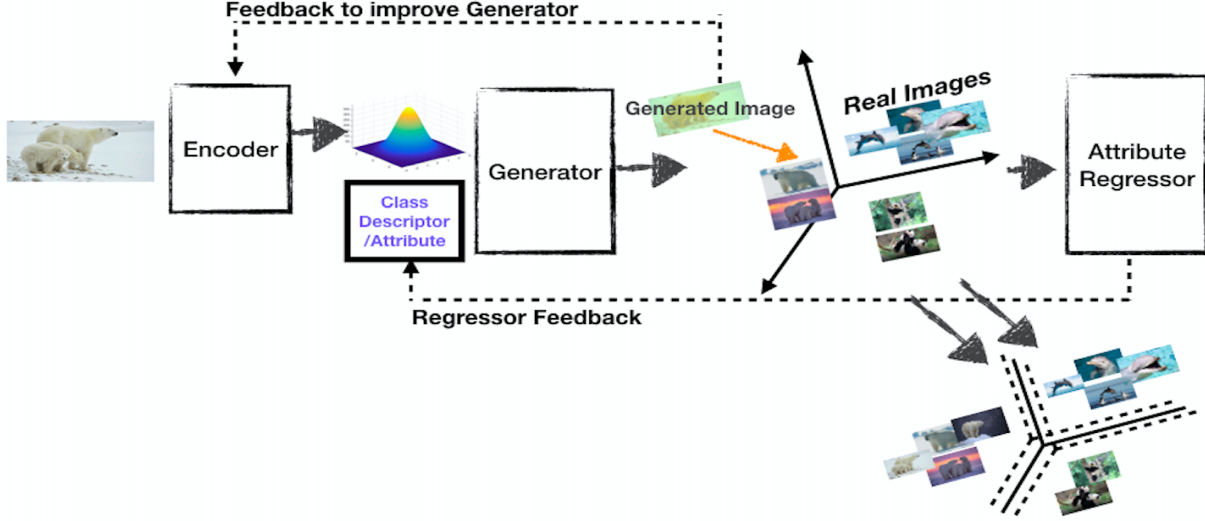 Feedback to improve Generator
Encoder
Class
Descriptor
/Attribute
Generator
Generated Image
Real Images
Attribute
Regressor
Regressor Feedback